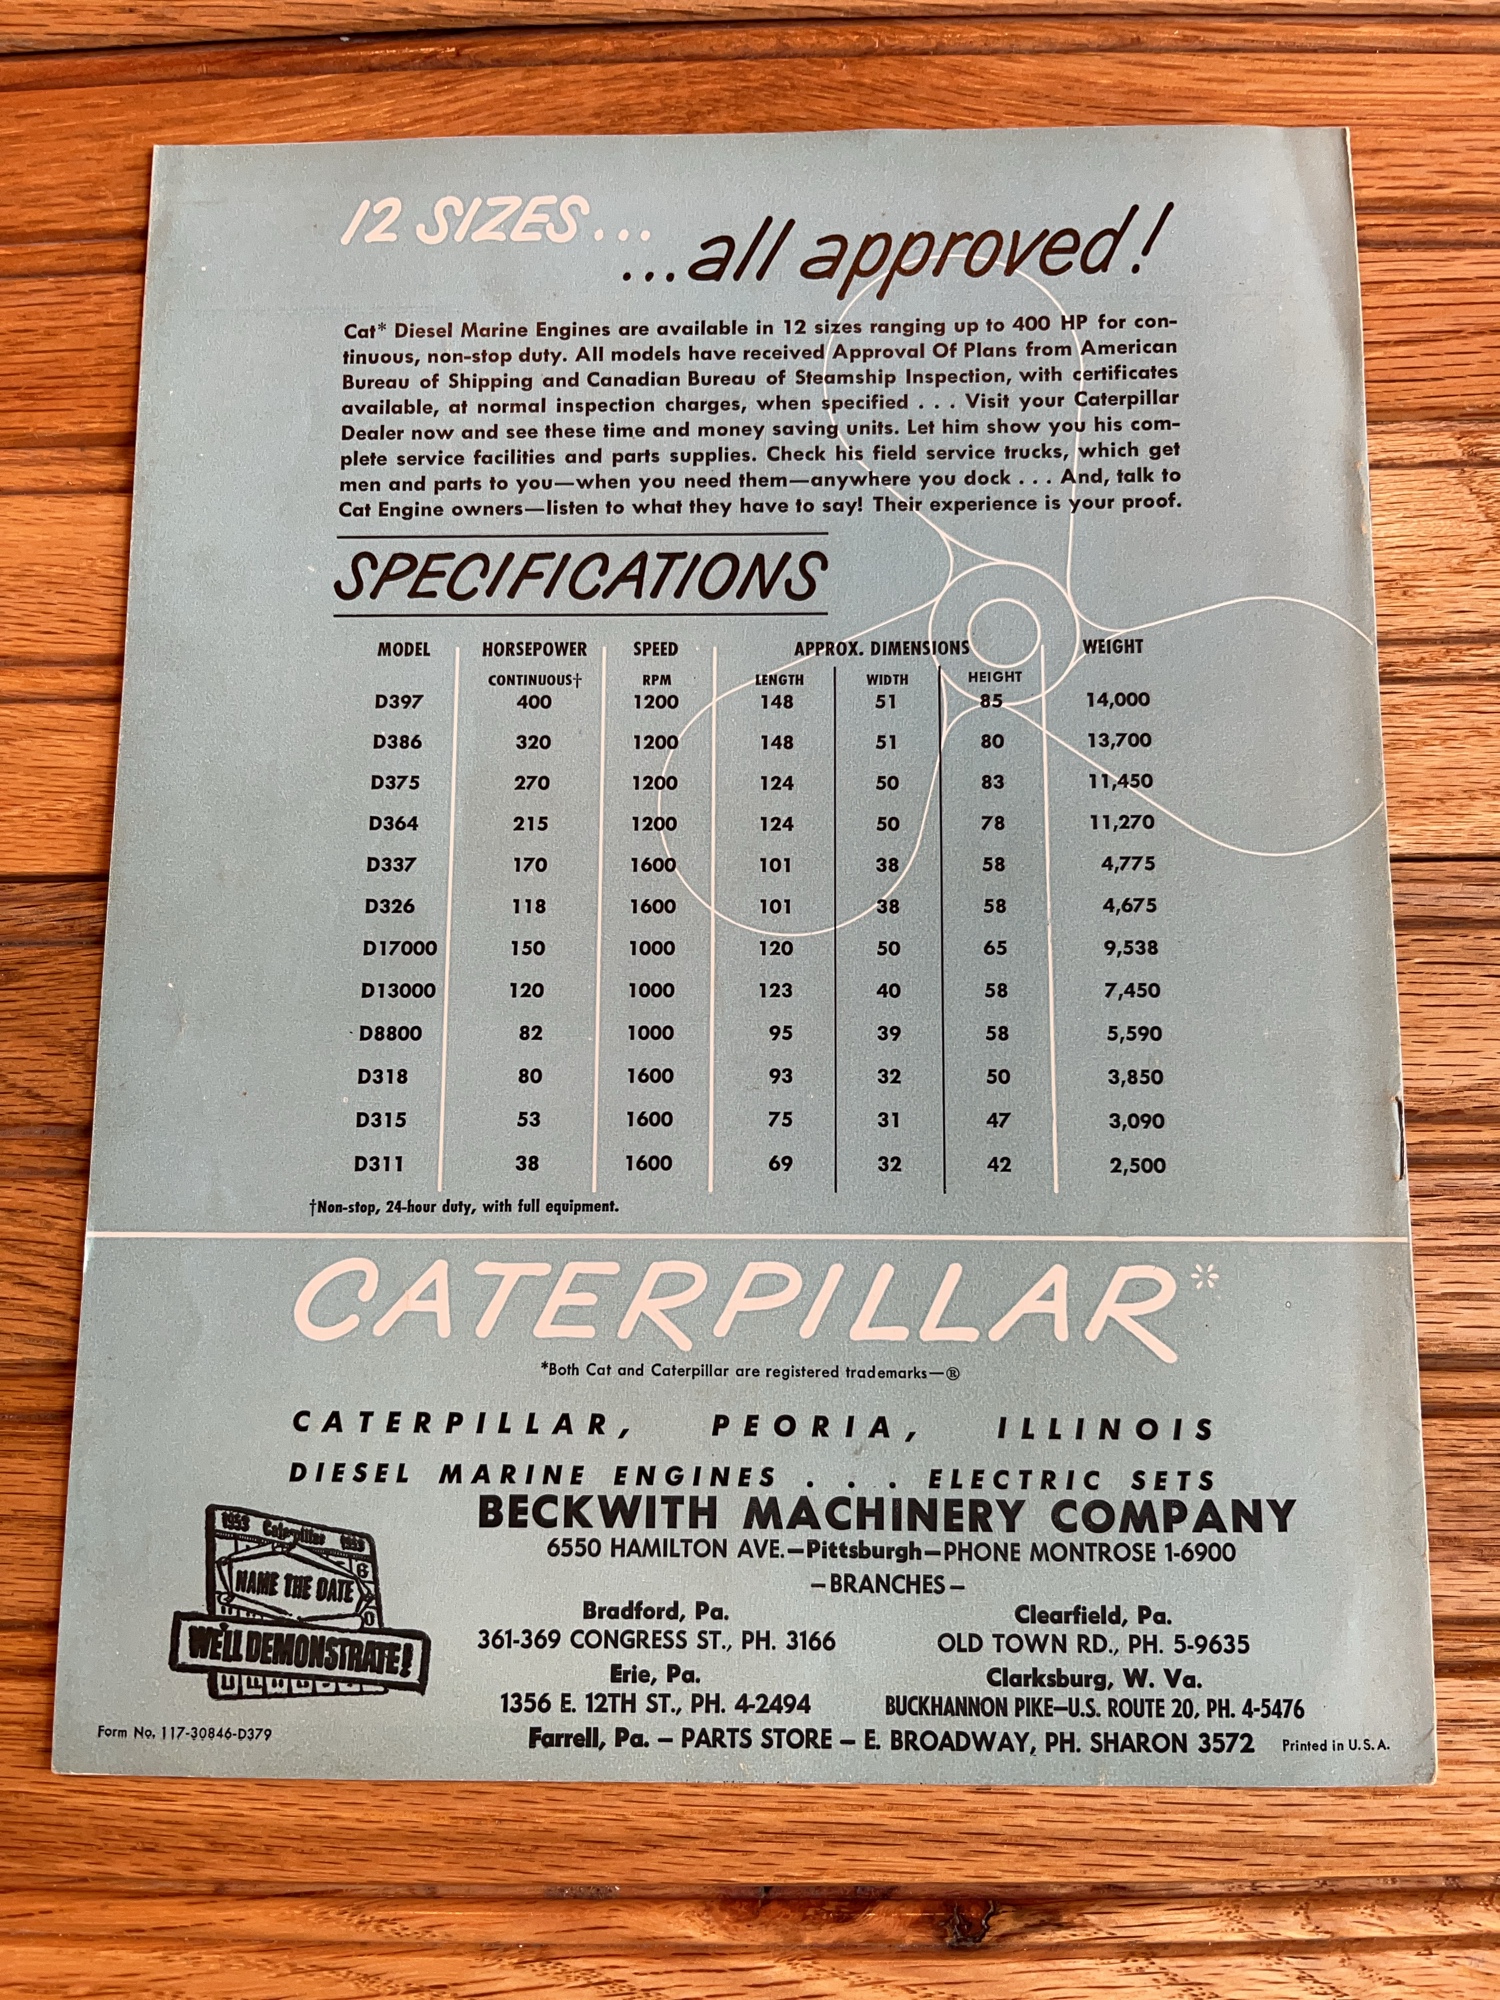 12 SIZES...
...all approved!
Cat* Diesel Marine Engines are available in 12 sizes ranging up to 400 HP for con-
tinuous, non-stop duty. All models have received Approval Of Plans from American
Bureau of Shipping and Canadian Bureau of Steamship Inspection, with certificates
available, at normal inspection charges, when specified . . . Visit your Caterpillar
Dealer now and see these time and money saving units. Let him show you his com-
plete service facilities and parts supplies. Check his field service trucks, which get
men and parts to you—when you need them—anywhere you dock . . . And, talk to
Cat Engine owners—listen to what they have to say! Their experience is your proof.
SPECIFICATIONS
MODEL HORSEPOWER SPEED APPROX. DIMENSIONS WEIGHT
CONTINUOUS† RPM LENGTH WIDTH HEIGHT
D397 400 1200 148 51 85 14,000
D386 320 1200 148 51 80 13,700
D375 270 1200 124 50 83 11,450
D364 215 1200 124 50 78 11,270
D337 170 1600 101 38 58 4,775
D326 118 1600 101 38 58 4,675
D17000 150 1000 120 50 65 9,538
D13000 120 1000 123 40 58 7,450
D8800 82 1000 95 39 58 5,590
D318 80 1600 93 32 50 3,850
D315 53 1600 75 31 47 3,090
D311 38 1600 69 32 42 2,500
†Non-stop, 24-hour duty, with full equipment.
CATERPILLAR*
*Both Cat and Caterpillar are registered trademarks—®
CATERPILLAR, PEORIA, ILLINOIS
DIESEL MARINE ENGINES . . . ELECTRIC SETS
1953 Caterpillar 1953
NAME THE DATE
WE'LL DEMONSTRATE!
BECKWITH MACHINERY COMPANY
6550 HAMILTON AVE.—Pittsburgh—PHONE MONTROSE 1-6900
—BRANCHES—
Bradford, Pa. Clearfield, Pa.
361-369 CONGRESS ST., PH. 3166 OLD TOWN RD., PH. 5-9635
Erie, Pa. Clarksburg, W. Va.
1356 E. 12TH ST., PH. 4-2494 BUCKHANNON PIKE—U.S. ROUTE 20, PH. 4-5476
Farrell, Pa. — PARTS STORE — E. BROADWAY, PH. SHARON 3572
Form No. 117-30846-D379
Printed in U.S.A.